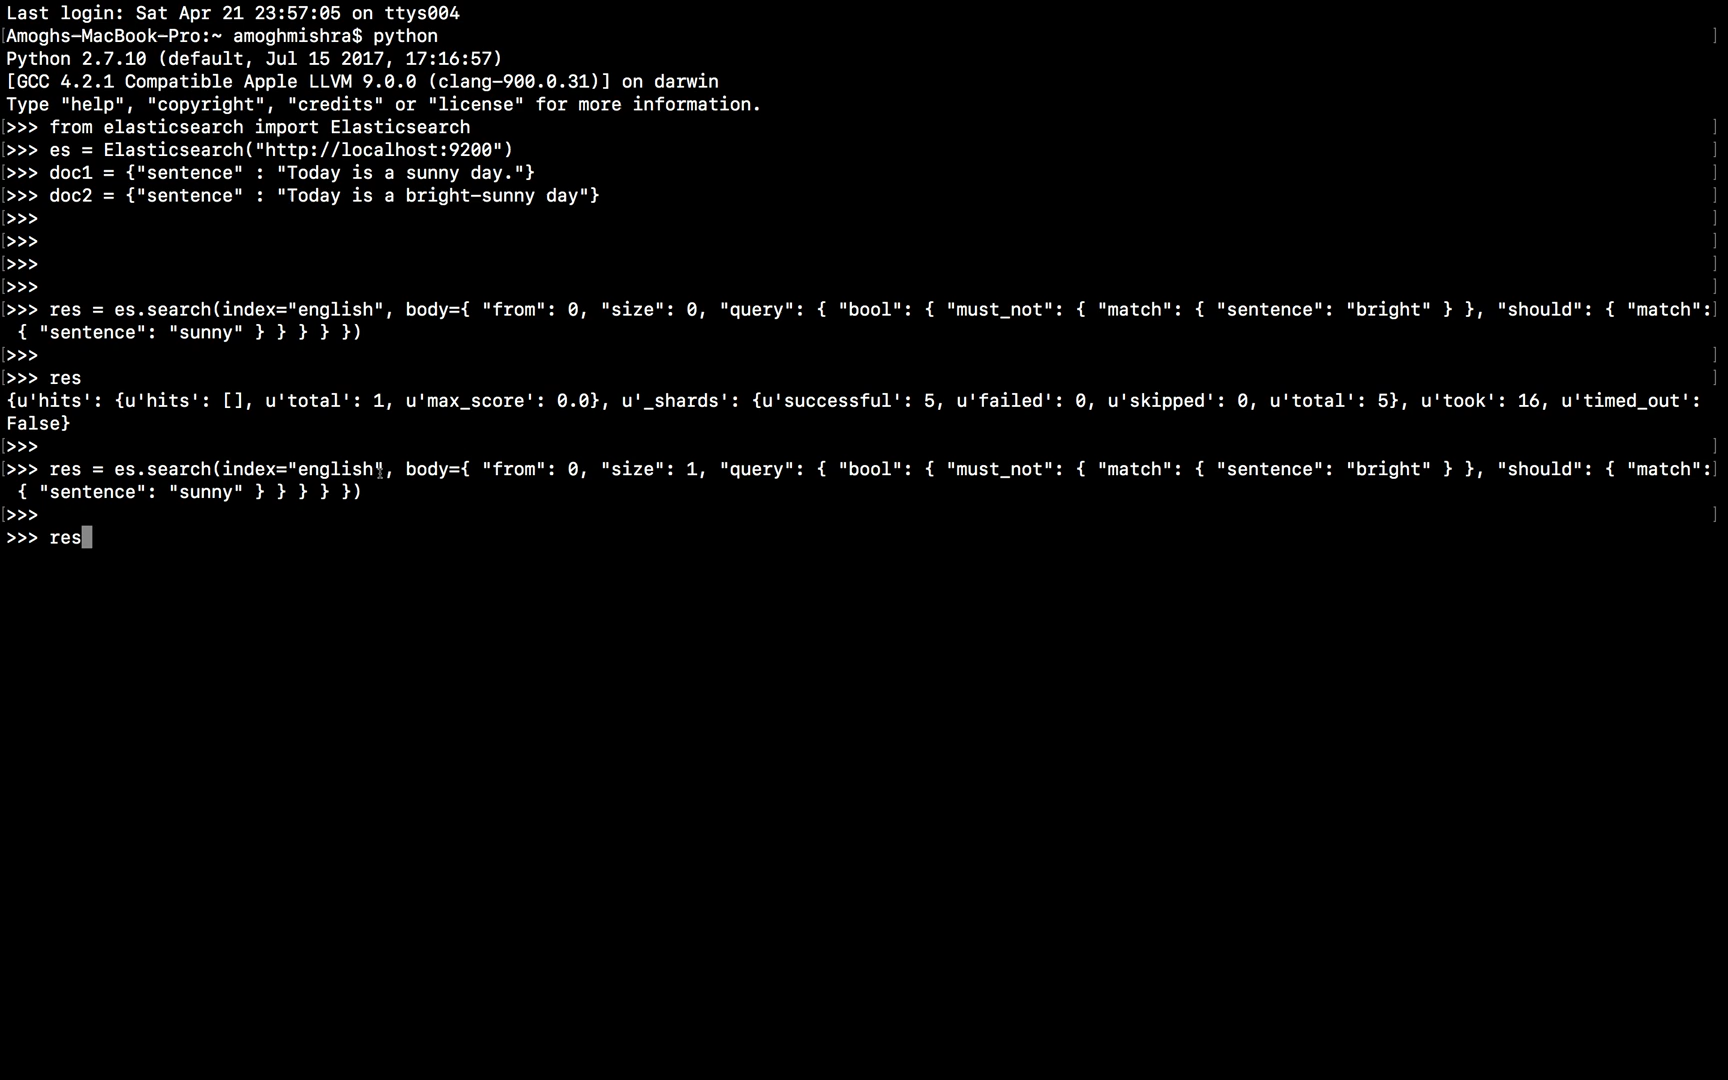 Last login: Sat Apr 21 23:57:05 on ttys004
[Amoghs-MacBook-Pro:~ amoghmishra$ python ]
Python 2.7.10 (default, Jul 15 2017, 17:16:57)
[GCC 4.2.1 Compatible Apple LLVM 9.0.0 (clang-900.0.31)] on darwin
Type "help", "copyright", "credits" or "license" for more information.
[>>> from elasticsearch import Elasticsearch ]
[>>> es = Elasticsearch("http://localhost:9200") ]
[>>> doc1 = {"sentence" : "Today is a sunny day."} ]
[>>> doc2 = {"sentence" : "Today is a bright-sunny day"} ]
[>>> ]
[>>> ]
[>>> ]
[>>> ]
[>>> res = es.search(index="english", body={ "from": 0, "size": 0, "query": { "bool": { "must_not": { "match": { "sentence": "bright" } }, "should": { "match":]
 { "sentence": "sunny" } } } } })
[>>> ]
[>>> res ]
{u'hits': {u'hits': [], u'total': 1, u'max_score': 0.0}, u'_shards': {u'successful': 5, u'failed': 0, u'skipped': 0, u'total': 5}, u'took': 16, u'timed_out':
False}
[>>> ]
[>>> res = es.search(index="english", body={ "from": 0, "size": 1, "query": { "bool": { "must_not": { "match": { "sentence": "bright" } }, "should": { "match":]
 { "sentence": "sunny" } } } } })
[>>> ]
>>> res